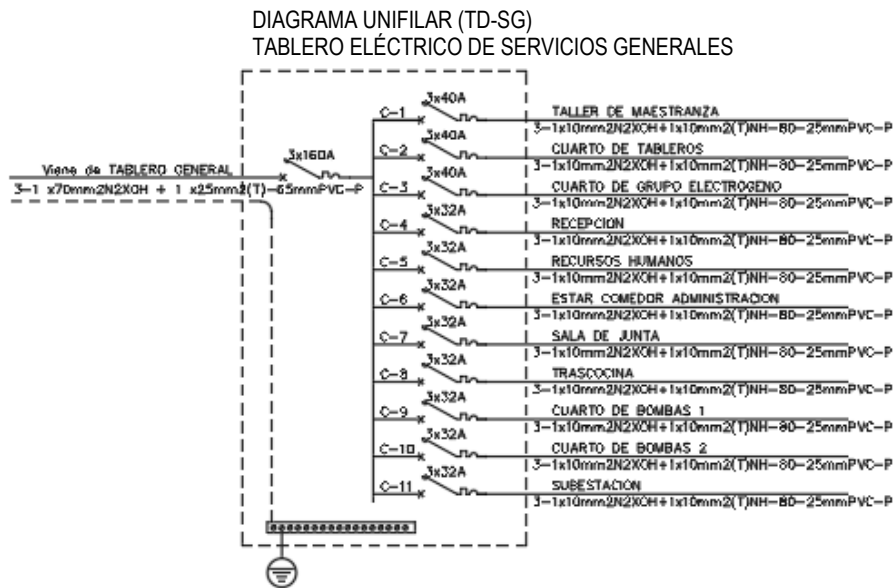 DIAGRAMA UNIFILAR (TD-SG)
TABLERO ELÉCTRICO DE SERVICIOS GENERALES
Viene de TABLERO GENERAL
3x160A
3-1 x70mm2N2XOH + 1 x25mm2(T)-65mmPVC-P
C-1 3x40A TALLER DE MAESTRANZA
3-1x10mm2N2XOH+1x10mm2(T)NH-80-25mmPVC-P
C-2 3x40A CUARTO DE TABLEROS
3-1x10mm2N2XOH+1x10mm2(T)NH-80-25mmPVC-P
C-3 3x40A CUARTO DE GRUPO ELECTROGENO
3-1x10mm2N2XOH+1x10mm2(T)NH-80-25mmPVC-P
C-4 3x32A RECEPCION
3-1x10mm2N2XOH+1x10mm2(T)NH-80-25mmPVC-P
C-5 3x32A RECURSOS HUMANOS
3-1x10mm2N2XOH+1x10mm2(T)NH-80-25mmPVC-P
C-6 3x32A ESTAR COMEDOR ADMINISTRACION
3-1x10mm2N2XOH+1x10mm2(T)NH-80-25mmPVC-P
C-7 3x32A SALA DE JUNTA
3-1x10mm2N2XOH+1x10mm2(T)NH-80-25mmPVC-P
C-8 3x32A TRASCOCINA
3-1x10mm2N2XOH+1x10mm2(T)NH-80-25mmPVC-P
C-9 3x32A CUARTO DE BOMBAS 1
3-1x10mm2N2XOH+1x10mm2(T)NH-80-25mmPVC-P
C-10 3x32A CUARTO DE BOMBAS 2
3-1x10mm2N2XOH+1x10mm2(T)NH-80-25mmPVC-P
C-11 3x32A SUBESTACION
3-1x10mm2N2XOH+1x10mm2(T)NH-80-25mmPVC-P